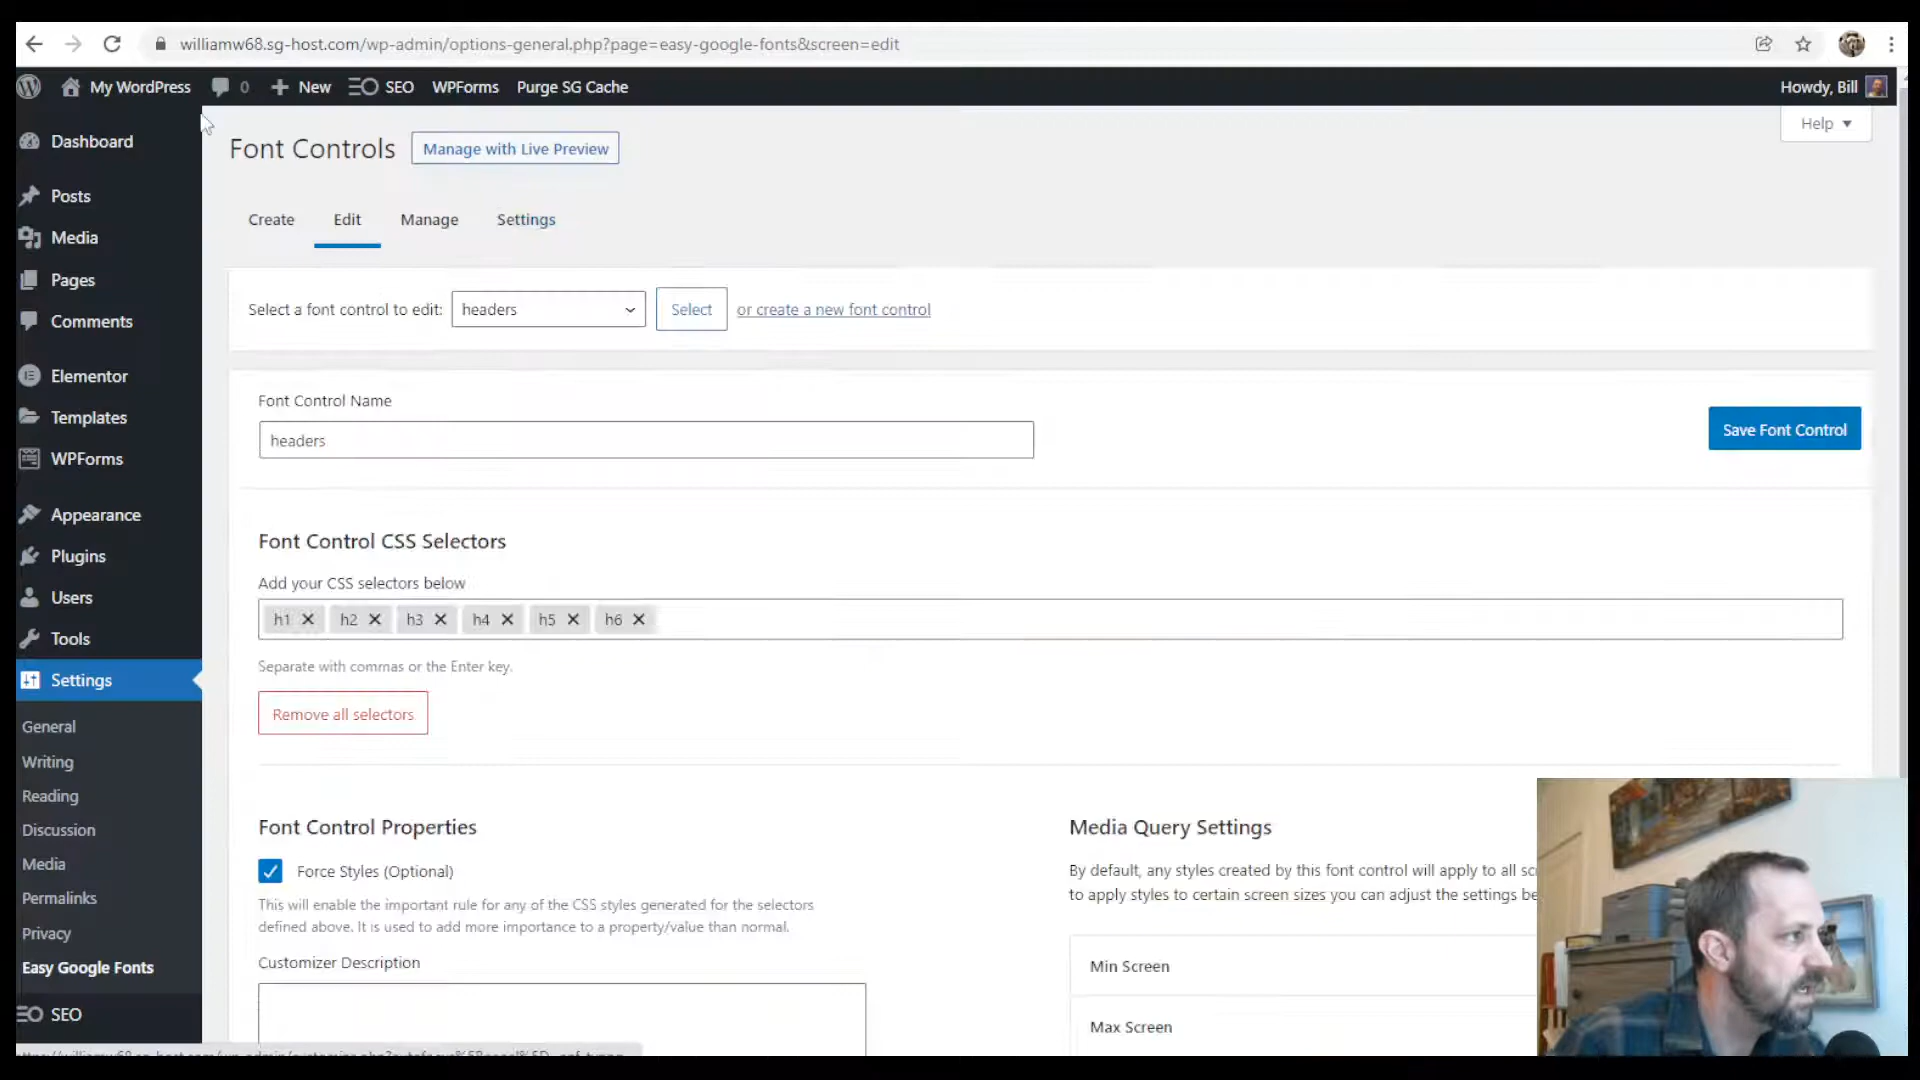 williamw68.sg-host.com/wp-admin/options-general.php?page=easy-google-fonts&screen=edit
My WordPress 0 New SEO WPForms Purge SG Cache Howdy, Bill
Help
Dashboard
Posts
Media
Pages
Comments
Elementor
Templates
WPForms
Appearance
Plugins
Users
Tools
Settings
General
Writing
Reading
Discussion
Media
Permalinks
Privacy
Easy Google Fonts
SEO
Font Controls Manage with Live Preview
Create Edit Manage Settings
Select a font control to edit: headers Select or create a new font control
Font Control Name
headers
Save Font Control
Font Control CSS Selectors
Add your CSS selectors below
h1 h2 h3 h4 h5 h6
Separate with commas or the Enter key.
Remove all selectors
Font Control Properties
Force Styles (Optional)
This will enable the important rule for any of the CSS styles generated for the selectors
defined above. It is used to add more importance to a property/value than normal.
Customizer Description
Media Query Settings
By default, any styles created by this font control will apply to all
to apply styles to certain screen sizes you can adjust the settings
Min Screen
Max Screen